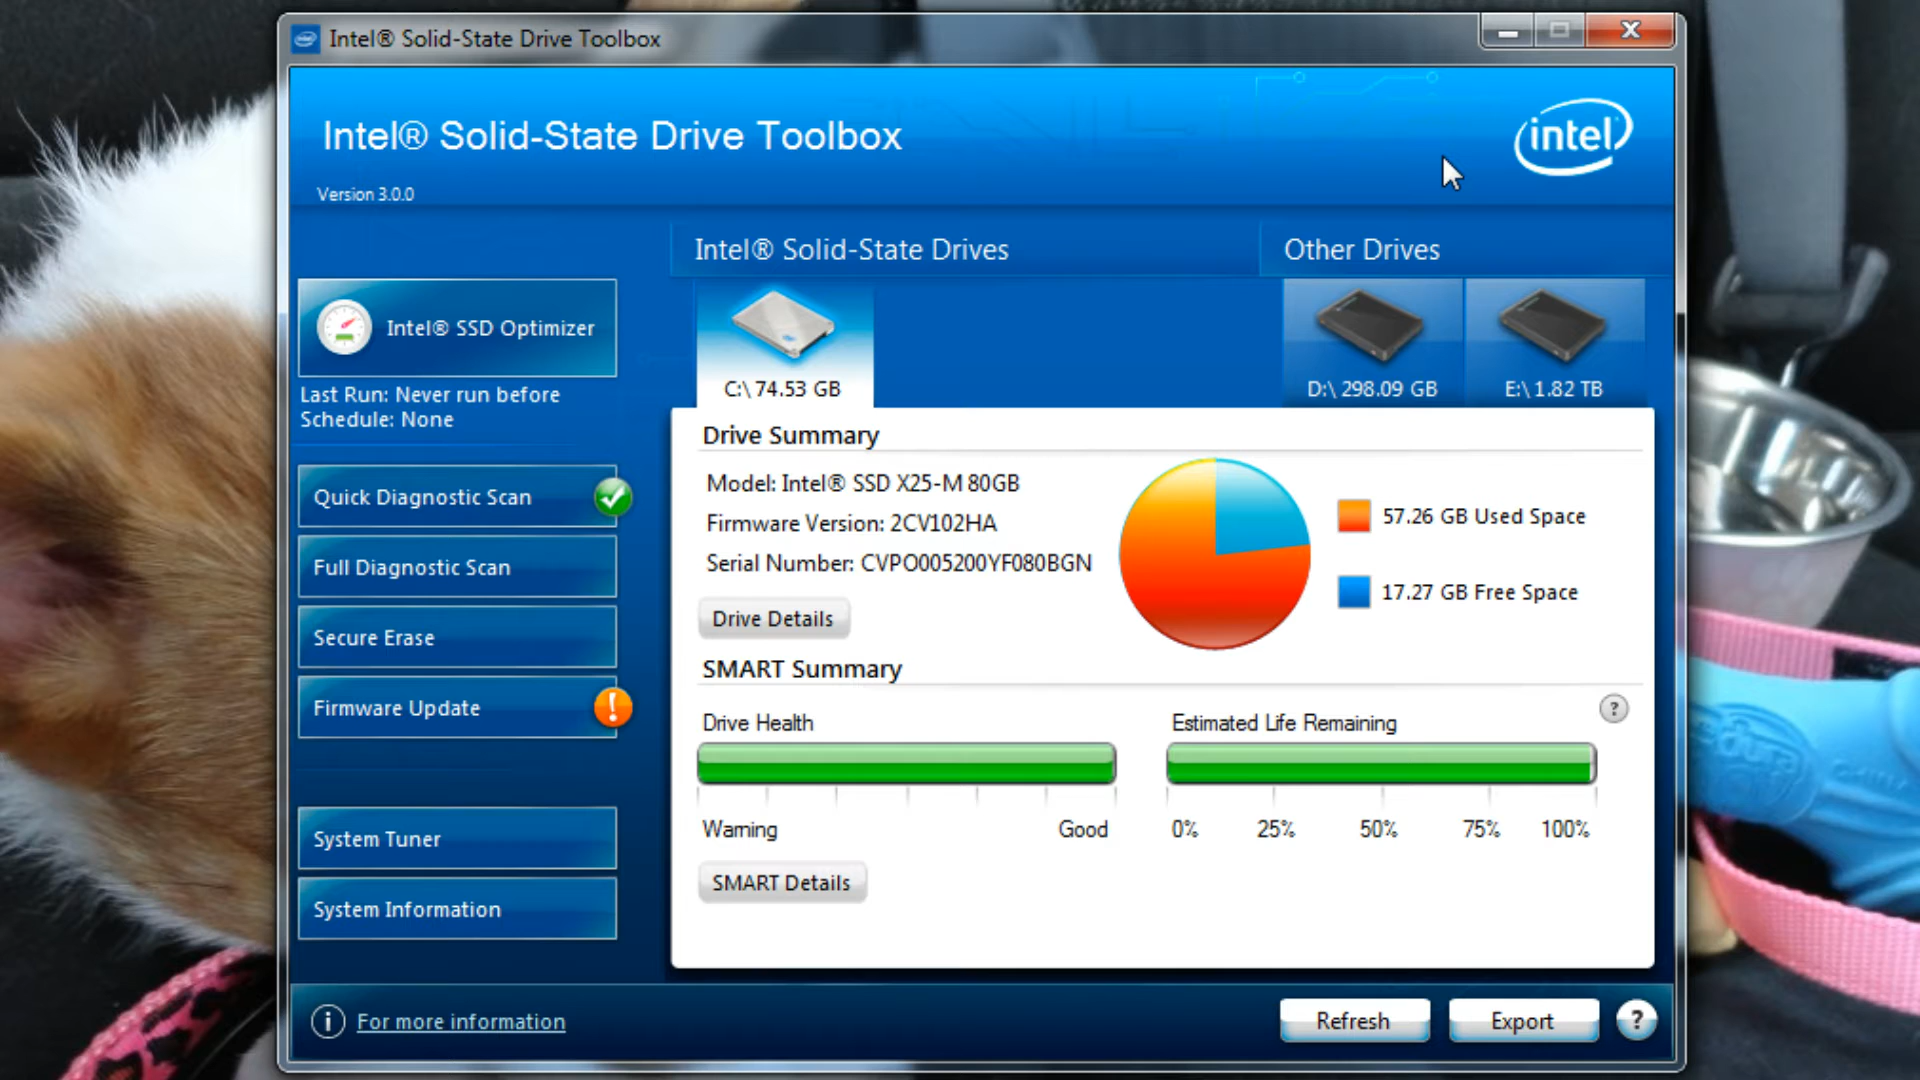 Intel® Solid-State Drive Toolbox
Intel® Solid-State Drive Toolbox
intel
Version 3.0.0
Intel® Solid-State Drives
Other Drives
Intel® SSD Optimizer
C:\ 74.53 GB
D:\ 298.09 GB
E:\ 1.82 TB
Last Run: Never run before
Schedule: None
Quick Diagnostic Scan
Full Diagnostic Scan
Secure Erase
Firmware Update
System Tuner
System Information
Drive Summary
Model: Intel® SSD X25-M 80GB
Firmware Version: 2CV102HA
Serial Number: CVPO005200YF080BGN
57.26 GB Used Space
17.27 GB Free Space
Drive Details
SMART Summary
Drive Health
Estimated Life Remaining
?
Warning
Good
0% 25% 50% 75% 100%
SMART Details
For more information
Refresh
Export
?